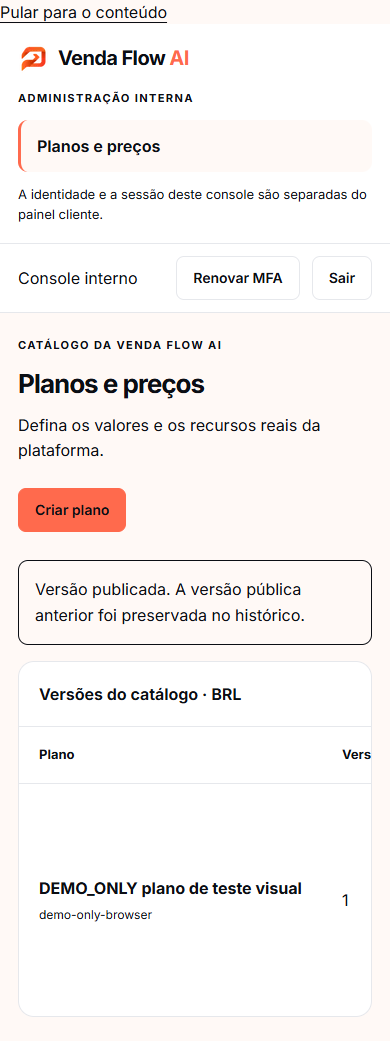 Pular para o conteúdo
Venda Flow AI
ADMINISTRAÇÃO INTERNA
Planos e preços
A identidade e a sessão deste console são separadas do
painel cliente.
Console interno
Renovar MFA
Sair
CATÁLOGO DA VENDA FLOW AI
Planos e preços
Defina os valores e os recursos reais da
plataforma.
Criar plano
Versão publicada. A versão pública
anterior foi preservada no histórico.
Versões do catálogo · BRL
Plano Vers
DEMO_ONLY plano de teste visual
demo-only-browser
1